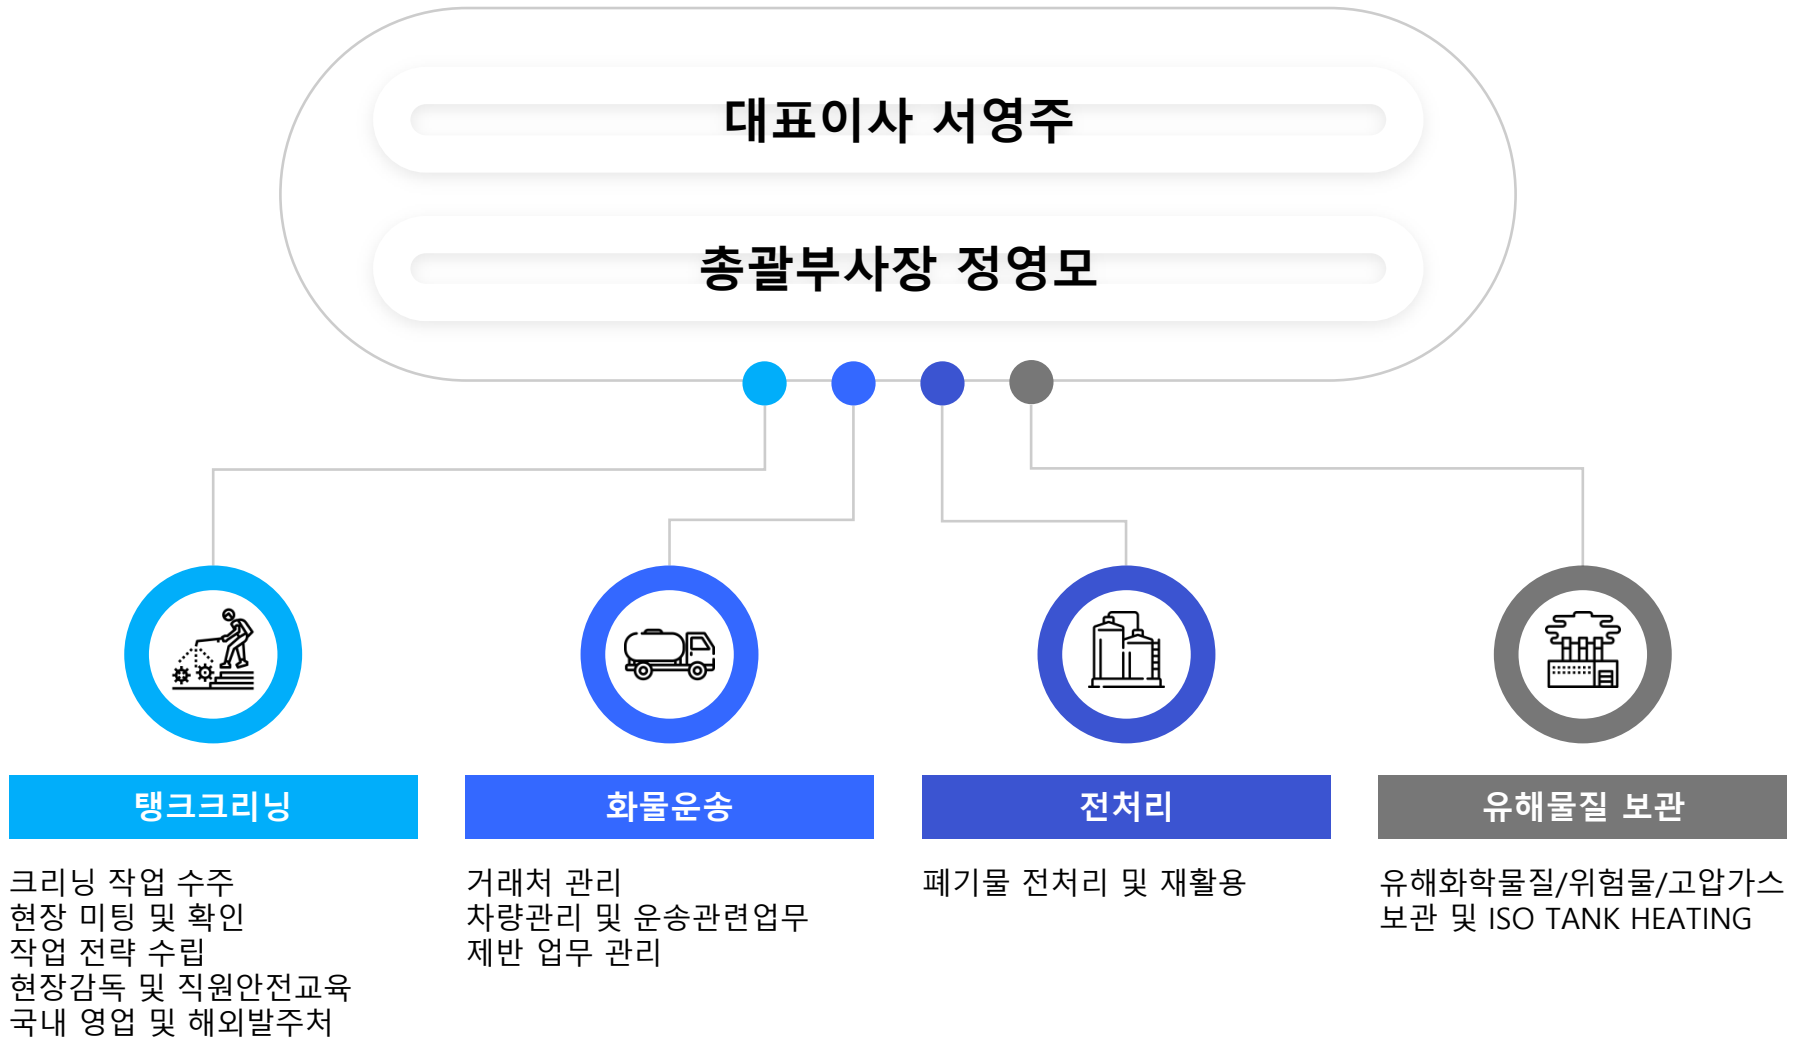 대표이사 서영주
총괄부사장 정영모
탱크크리닝
크리닝 작업 수주
현장 미팅 및 확인
작업 전략 수립
현장감독 및 직원안전교육
국내 영업 및 해외발주처
화물운송
거래처 관리
차량관리 및 운송관련업무
제반 업무 관리
전처리
폐기물 전처리 및 재활용
유해물질 보관
유해화학물질/위험물/고압가스
보관 및 ISO TANK HEATING